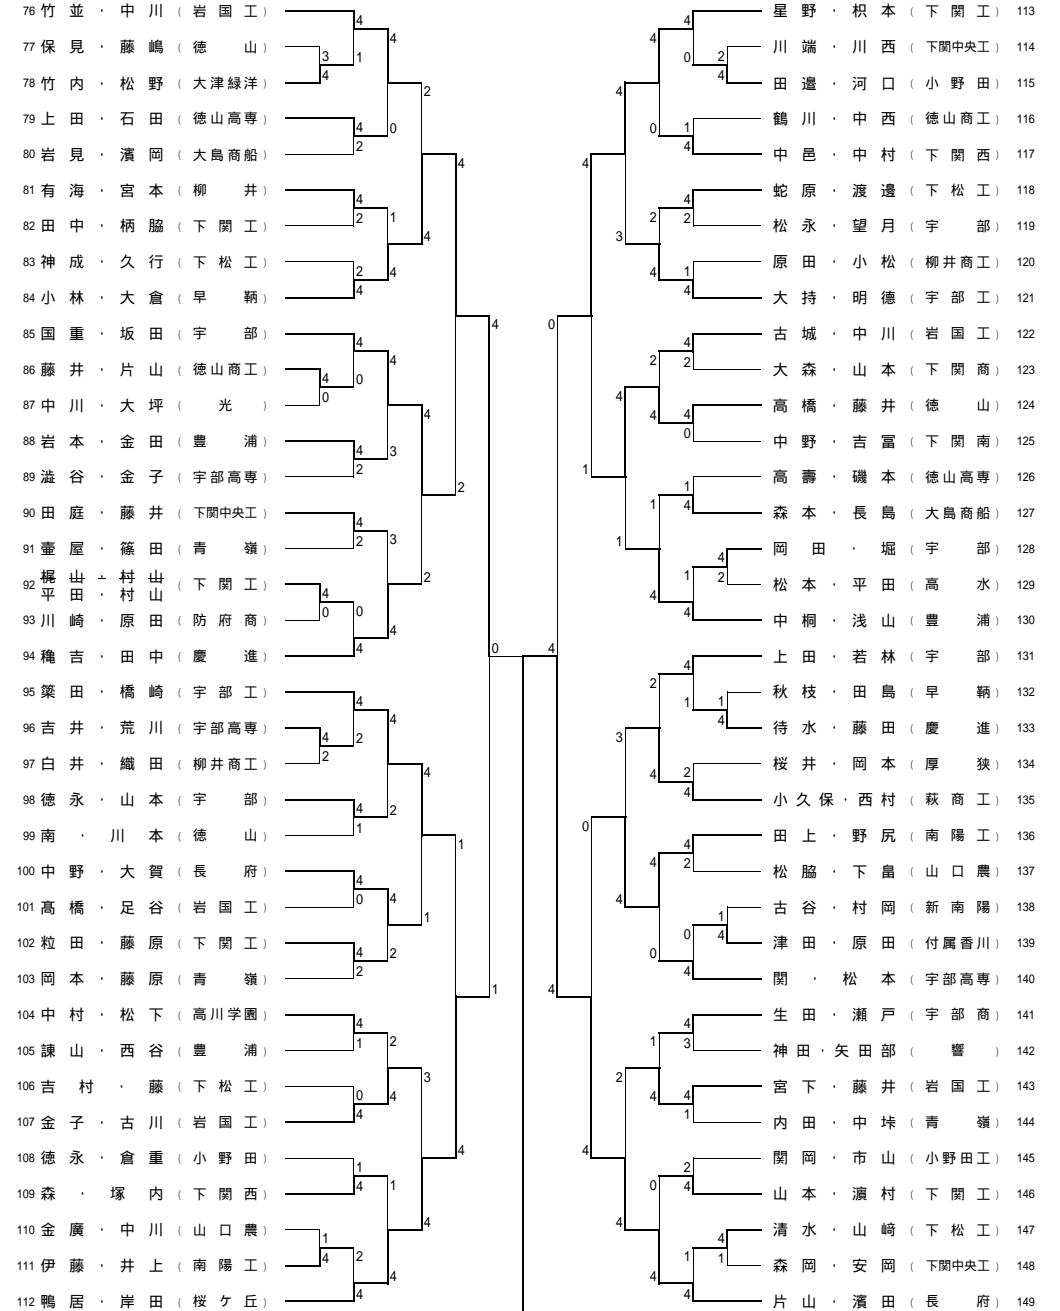 76 竹並・中川（岩国工）
77 保見・藤嶋（徳山）
78 竹内・松野（大津緑洋）
79 上田・石田（徳山高専）
80 岩見・濱岡（大島商船）
81 有海・宮本（柳井）
82 田中・柄脇（下関工）
83 神成・久行（下松工）
84 小林・大倉（早鞆）
85 国重・坂田（宇部）
86 藤井・片山（徳山商工）
87 中川・大坪（光）
88 岩本・金田（豊浦）
89 澁谷・金子（宇部高専）
90 田庭・藤井（下関中央工）
91 壷屋・篠田（青嶺）
92 梶山・村山
平田・村山（下関工）
93 川崎・原田（防府商）
94 穐吉・田中（慶進）
95 築田・橋崎（宇部工）
96 吉井・荒川（宇部高専）
97 白井・織田（柳井商工）
98 徳永・山本（宇部）
99 南・川本（徳山）
100 中野・大賀（長府）
101 髙橋・足谷（岩国工）
102 粒田・藤原（下関工）
103 岡本・藤原（青嶺）
104 中村・松下（高川学園）
105 諌山・西谷（豊浦）
106 吉村・藤（下松工）
107 金子・古川（岩国工）
108 徳永・倉重（小野田）
109 森・塚内（下関西）
110 金廣・中川（山口農）
111 伊藤・井上（南陽工）
112 鴨居・岸田（桜ケ丘）
星野・枳本（下関工）113
川端・川西（下関中央工）114
田邉・河口（小野田）115
鶴川・中西（徳山商工）116
中邑・中村（下関西）117
蛇原・渡邊（下松工）118
松永・望月（宇部）119
原田・小松（柳井商工）120
大持・明徳（宇部工）121
古城・中川（岩国工）122
大森・山本（下関商）123
高橋・藤井（徳山）124
中野・吉冨（下関南）125
高壽・磯本（徳山高専）126
森本・長島（大島商船）127
岡田・堀（宇部）128
松本・平田（高水）129
中桐・浅山（豊浦）130
上田・若林（宇部）131
秋枝・田島（早鞆）132
待水・藤田（慶進）133
桜井・岡本（厚狭）134
小久保・西村（萩商工）135
田上・野尻（南陽工）136
松脇・下畠（山口農）137
古谷・村岡（新南陽）138
津田・原田（付属香川）139
関・松本（宇部高専）140
生田・瀬戸（宇部商）141
神田・矢田部（響）142
宮下・藤井（岩国工）143
内田・中垰（青嶺）144
関岡・市山（小野田工）145
山本・濵村（下関工）146
清水・山﨑（下松工）147
森岡・安岡（下関中央工）148
片山・濱田（長府）149